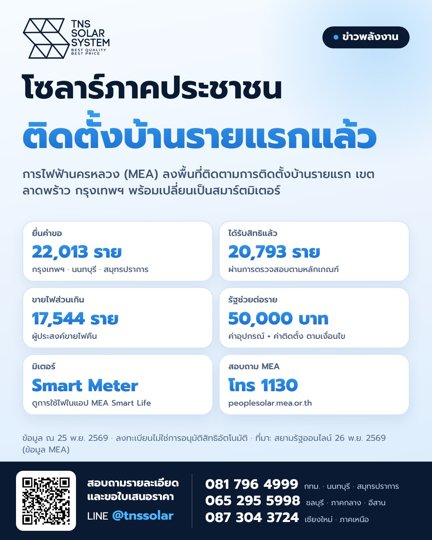 TNS
SOLAR
SYSTEM
BEST QUALITY
BEST PRICE
ข่าวพลังงาน
โซลาร์ภาคประชาชน
ติดตั้งบ้านรายแรกแล้ว
การไฟฟ้านครหลวง (MEA) ลงพื้นที่ติดตามการติดตั้งบ้านรายแรก เขต
ลาดพร้าว กรุงเทพฯ พร้อมเปลี่ยนเป็นสมาร์ตมิเตอร์
ยื่นคำขอ
22,013 ราย
กรุงเทพฯ · นนทบุรี · สมุทรปราการ
ได้รับสิทธิแล้ว
20,793 ราย
ผ่านการตรวจสอบตามหลักเกณฑ์
ขายไฟส่วนเกิน
17,544 ราย
ผู้ประสงค์ขายไฟคืน
รัฐช่วยต่อราย
50,000 บาท
ค่าอุปกรณ์ + ค่าติดตั้ง ตามเงื่อนไข
มิเตอร์
Smart Meter
ดูการใช้ไฟในแอป MEA Smart Life
สอบถาม MEA
โทร 1130
peoplesolar.mea.or.th
ข้อมูล ณ 25 พ.ย. 2569 · ลงทะเบียนไม่ใช่การอนุมัติสิทธิอัตโนมัติ · ที่มา: สยามรัฐออนไลน์ 26 พ.ย. 2569
(ข้อมูล MEA)
สอบถามรายละเอียด
และขอใบเสนอราคา
LINE @tnssolar
081 796 4999 กทม. · นนทบุรี · สมุทรปราการ
065 295 5998 ชลบุรี · ภาคกลาง · อีสาน
087 304 3724 เชียงใหม่ · ภาคเหนือ